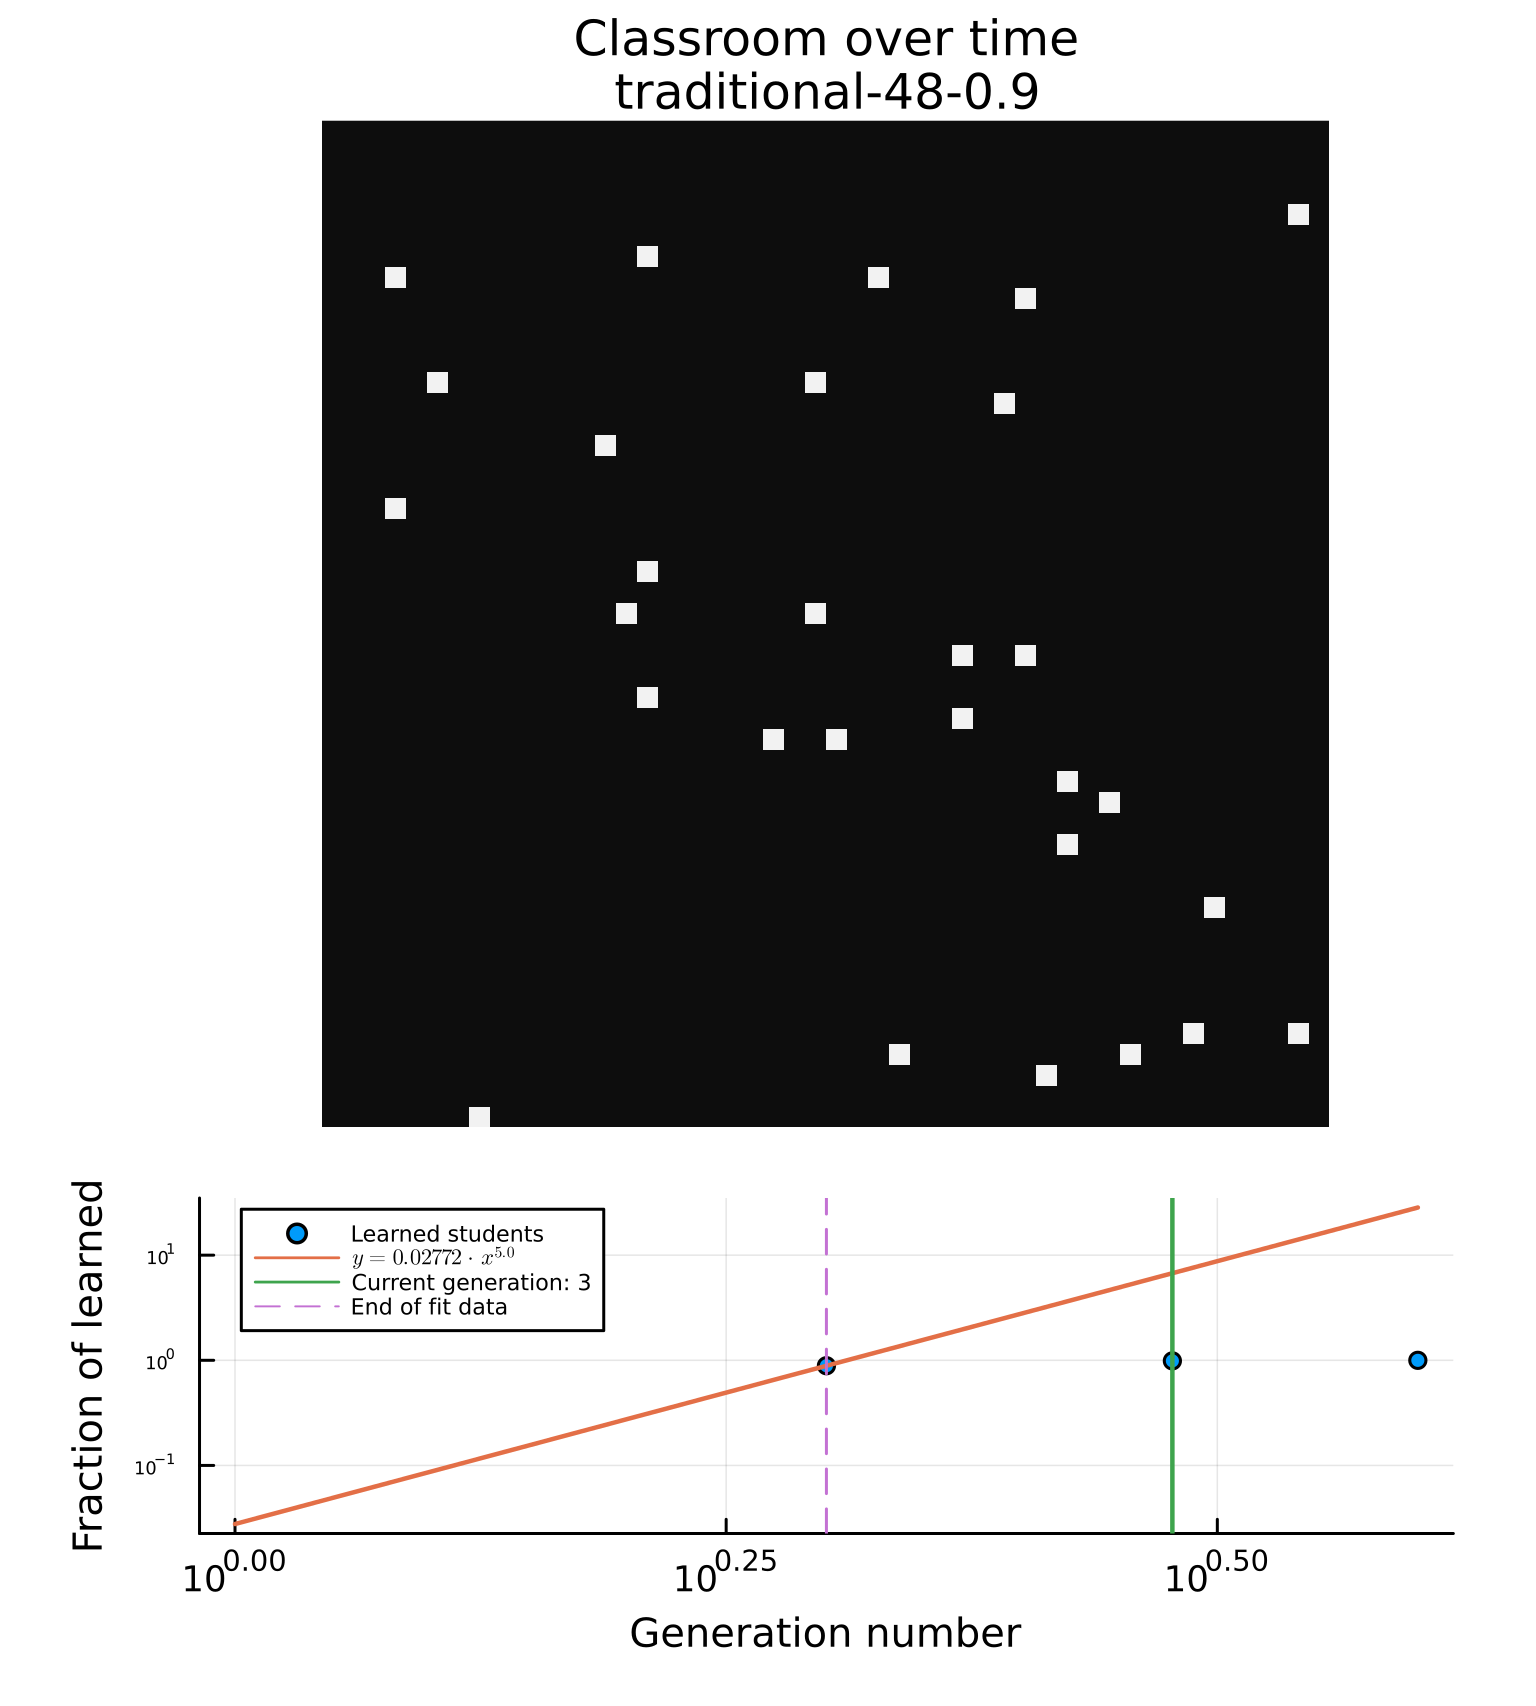 Classroom over time
traditional-48-0.9
Fraction of learned
Learned students
y = 0.02772 · x^5.0
Current generation: 3
End of fit data
10^1
10^0
10^−1
10^0.00 10^0.25 10^0.50
Generation number